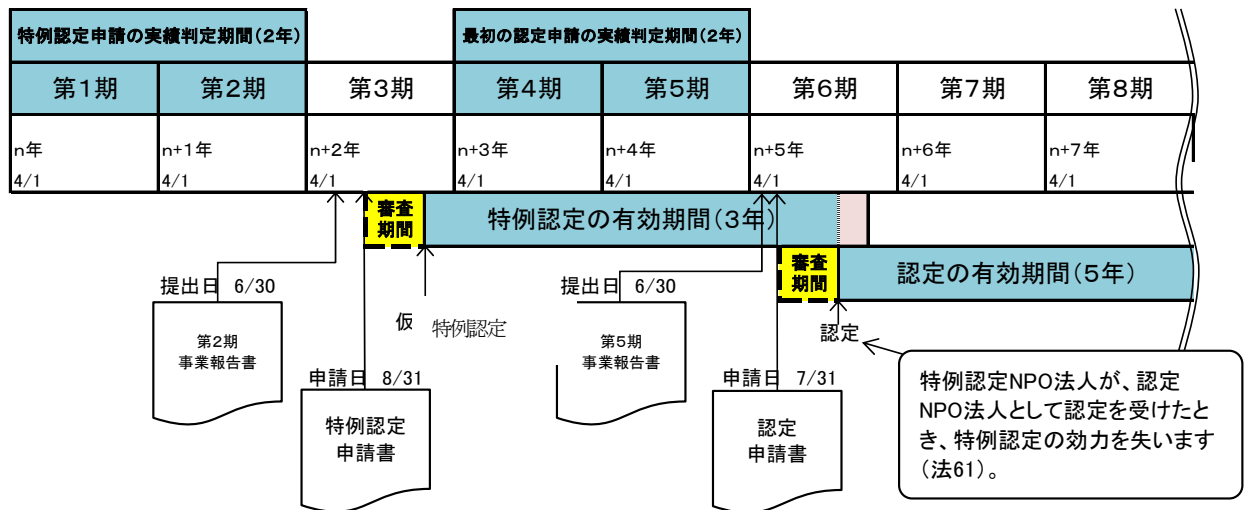 特例認定申請の実績判定期間(2年)
最初の認定申請の実績判定期間(2年)
第1期
第2期
第3期
第4期
第5期
第6期
第7期
第8期
n年
n+1年
n+2年
n+3年
n+4年
n+5年
n+6年
n+7年
4/1
4/1
4/1
4/1
4/1
4/1
4/1
4/1
審査
期間
特例認定の有効期間(3年)
審査
期間
認定の有効期間(5年)
提出日 6/30
第2期
事業報告書
仮
特例認定
提出日 6/30
第5期
事業報告書
認定
申請日 8/31
特例認定
申請書
申請日 7/31
認定
申請書
特例認定NPO法人が、認定
NPO法人として認定を受けたと
き、特例認定の効力を失います
(法61)。